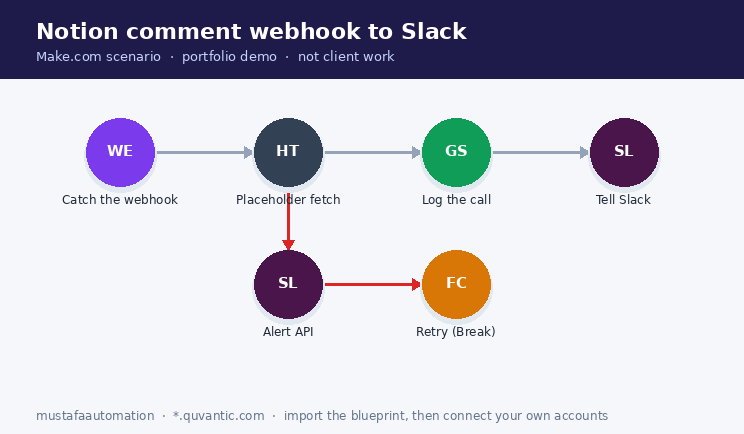 Notion comment webhook to Slack
Make.com scenario · portfolio demo · not client work
WE HT GS SL
Catch the webhook Placeholder fetch Log the call Tell Slack
SL FC
Alert API Retry (Break)
mustafaautomation · *.quvantic.com · import the blueprint, then connect your own accounts